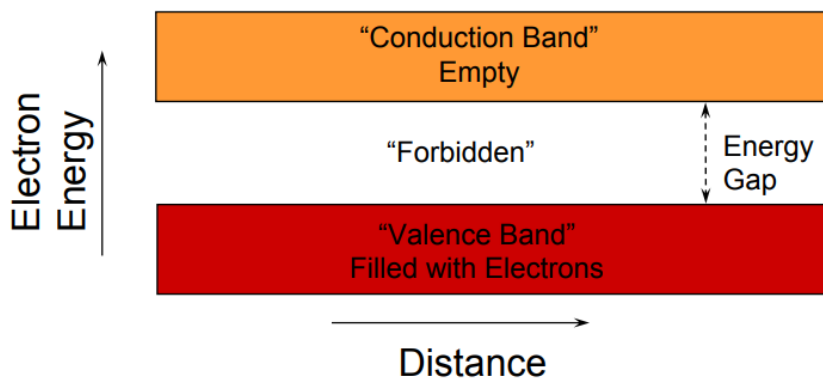 “Conduction Band”
Empty
Electron
Energy
“Forbidden”
Energy
Gap
“Valence Band”
Filled with Electrons
Distance